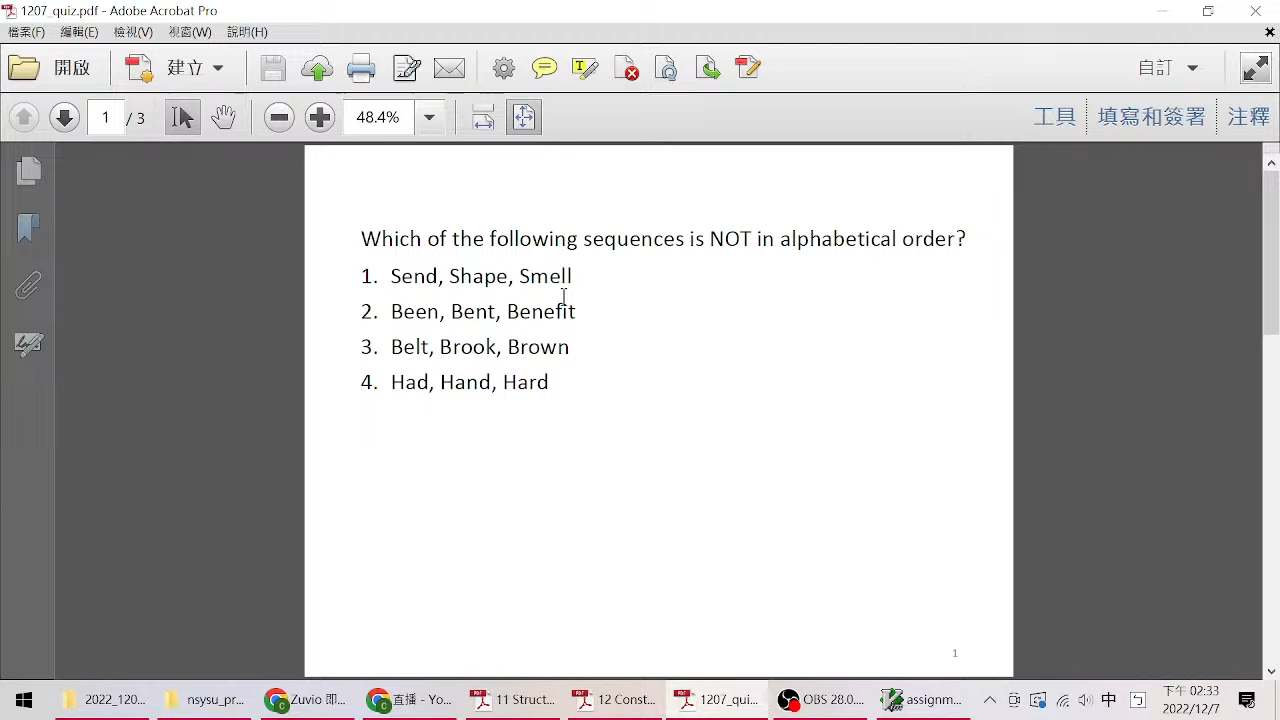 1207_quiz.pdf - Adobe Acrobat Pro
檔案(F) 編輯(E) 檢視(V) 視窗(W) 說明(H)
開啟 建立 自訂
1 / 3 48.4% 工具 填寫和簽署 注釋
Which of the following sequences is NOT in alphabetical order?
1. Send, Shape, Smell
2. Been, Bent, Benefit
3. Belt, Brook, Brown
4. Had, Hand, Hard
1
2022_120... nsysu_pr... Zuvio 即... 直播 - Yo... 11 Struct... 12 Const... 1207_qui... OBS 28.0... assignm... 中 下午 02:33
2022/12/7